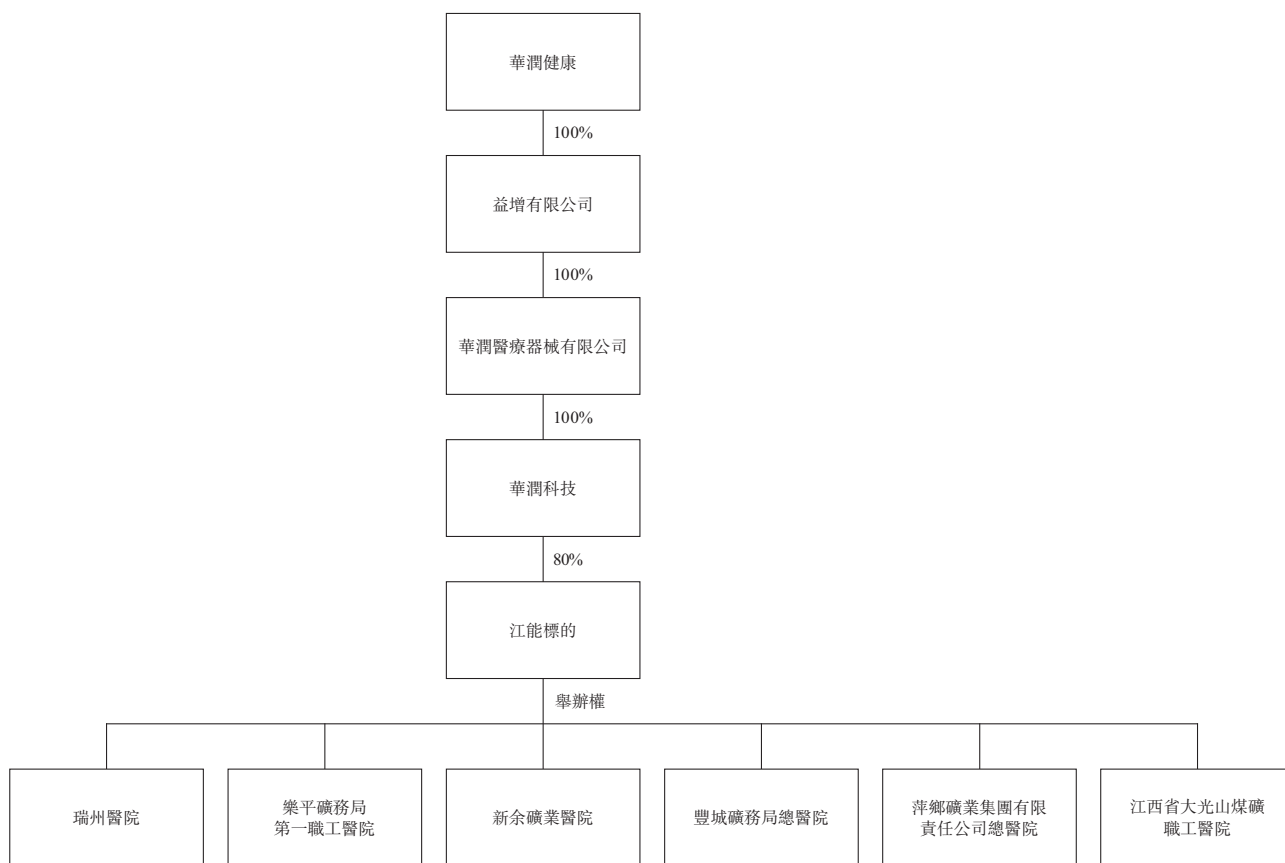 華潤健康
100%
益增有限公司
100%
華潤醫療器械有限公司
100%
華潤科技
80%
江能標的
舉辦權
瑞州醫院
樂平礦務局
第一職工醫院
新余礦業醫院
豐城礦務局總醫院
萍鄉礦業集團有限
責任公司總醫院
江西省大光山煤礦
職工醫院